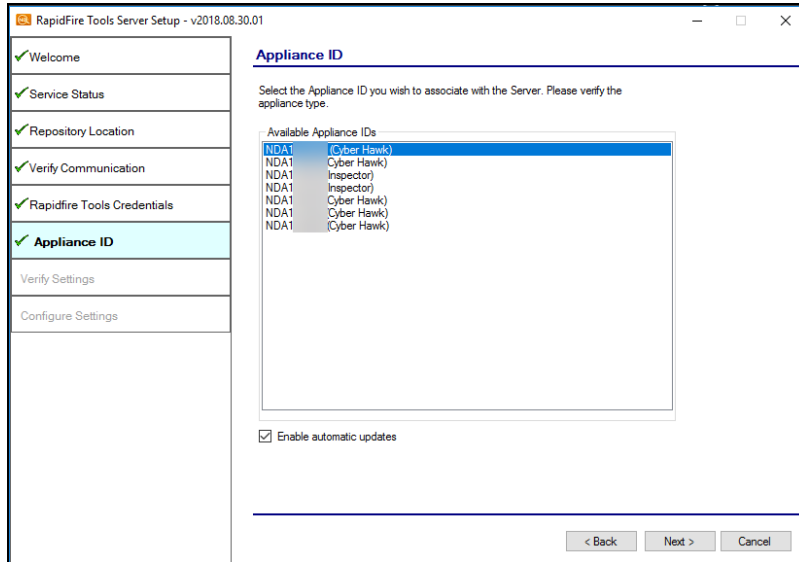 RapidFire Tools Server Setup - v2018.08.30.01
Welcome
Service Status
Repository Location
Verify Communication
Rapidfire Tools Credentials
Appliance ID
Verify Settings
Configure Settings
Appliance ID
Select the Appliance ID you wish to associate with the Server. Please verify the
appliance type.
Available Appliance IDs
NDA1 (Cyber Hawk)
NDA1 Cyber Hawk)
NDA1 Inspector)
NDA1 Inspector)
NDA1 Cyber Hawk)
NDA1 (Cyber Hawk)
NDA1 (Cyber Hawk)
Enable automatic updates
< Back Next > Cancel